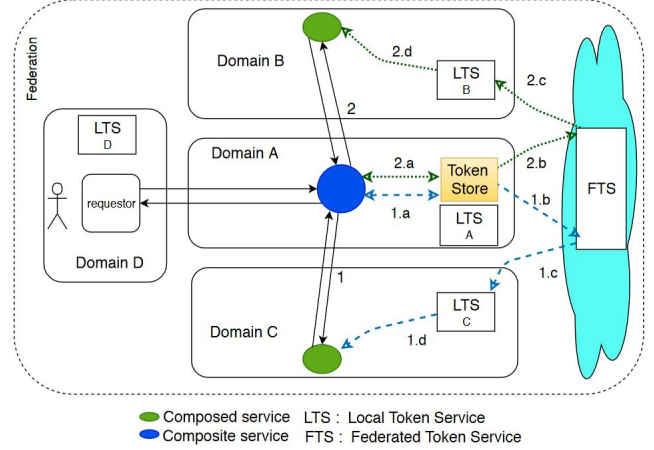 Federation
Domain B
2.d
LTS
B
2.c
2
Domain A
LTS
D
2.a
Token
Store
2.b
FTS
requestor
1.a
1.b
LTS
A
Domain D
1
1.c
LTS
C
Domain C
1.d
Composed service LTS : Local Token Service
Composite service FTS : Federated Token Service